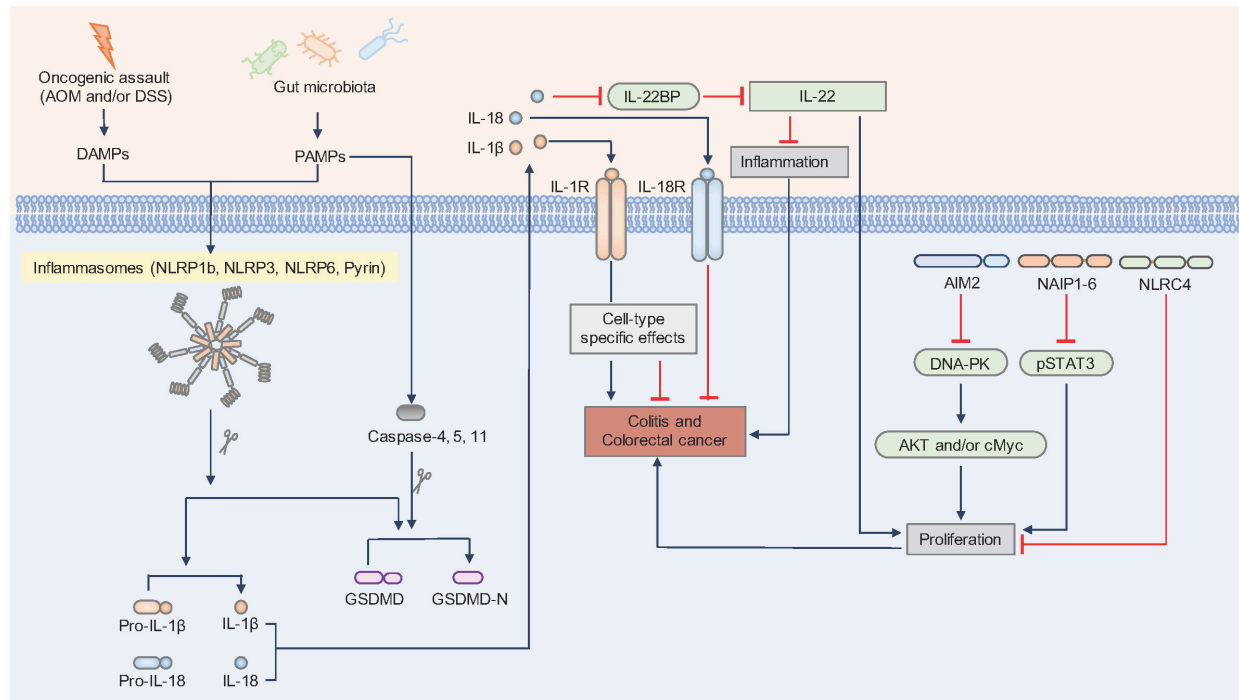 Oncogenic assault
(AOM and/or DSS)
Gut microbiota
DAMPs
PAMPs
IL-18
IL-1β
IL-22BP
IL-22
Inflammation
IL-1R
IL-18R
Inflammasomes (NLRP1b, NLRP3, NLRP6, Pyrin)
AIM2
NAIP1-6
NLRC4
Cell-type
specific effects
DNA-PK
pSTAT3
Caspase-4, 5, 11
Colitis and
Colorectal cancer
AKT and/or cMyc
Proliferation
GSDMD
GSDMD-N
Pro-IL-1β
IL-1β
Pro-IL-18
IL-18